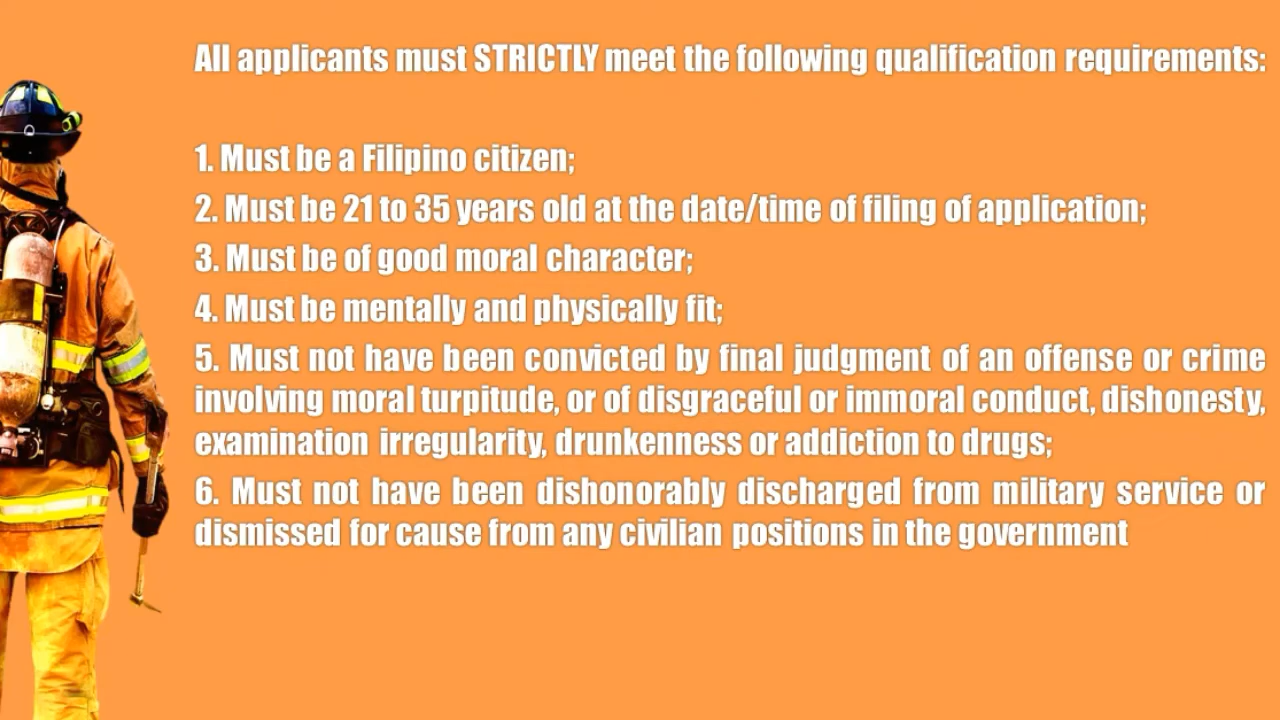 All applicants must STRICTLY meet the following qualification requirements:
1. Must be a Filipino citizen;
2. Must be 21 to 35 years old at the date/time of filing of application;
3. Must be of good moral character;
4. Must be mentally and physically fit;
5. Must not have been convicted by final judgment of an offense or crime
involving moral turpitude, or of disgraceful or immoral conduct, dishonesty,
examination irregularity, drunkenness or addiction to drugs;
6. Must not have been dishonorably discharged from military service or
dismissed for cause from any civilian positions in the government